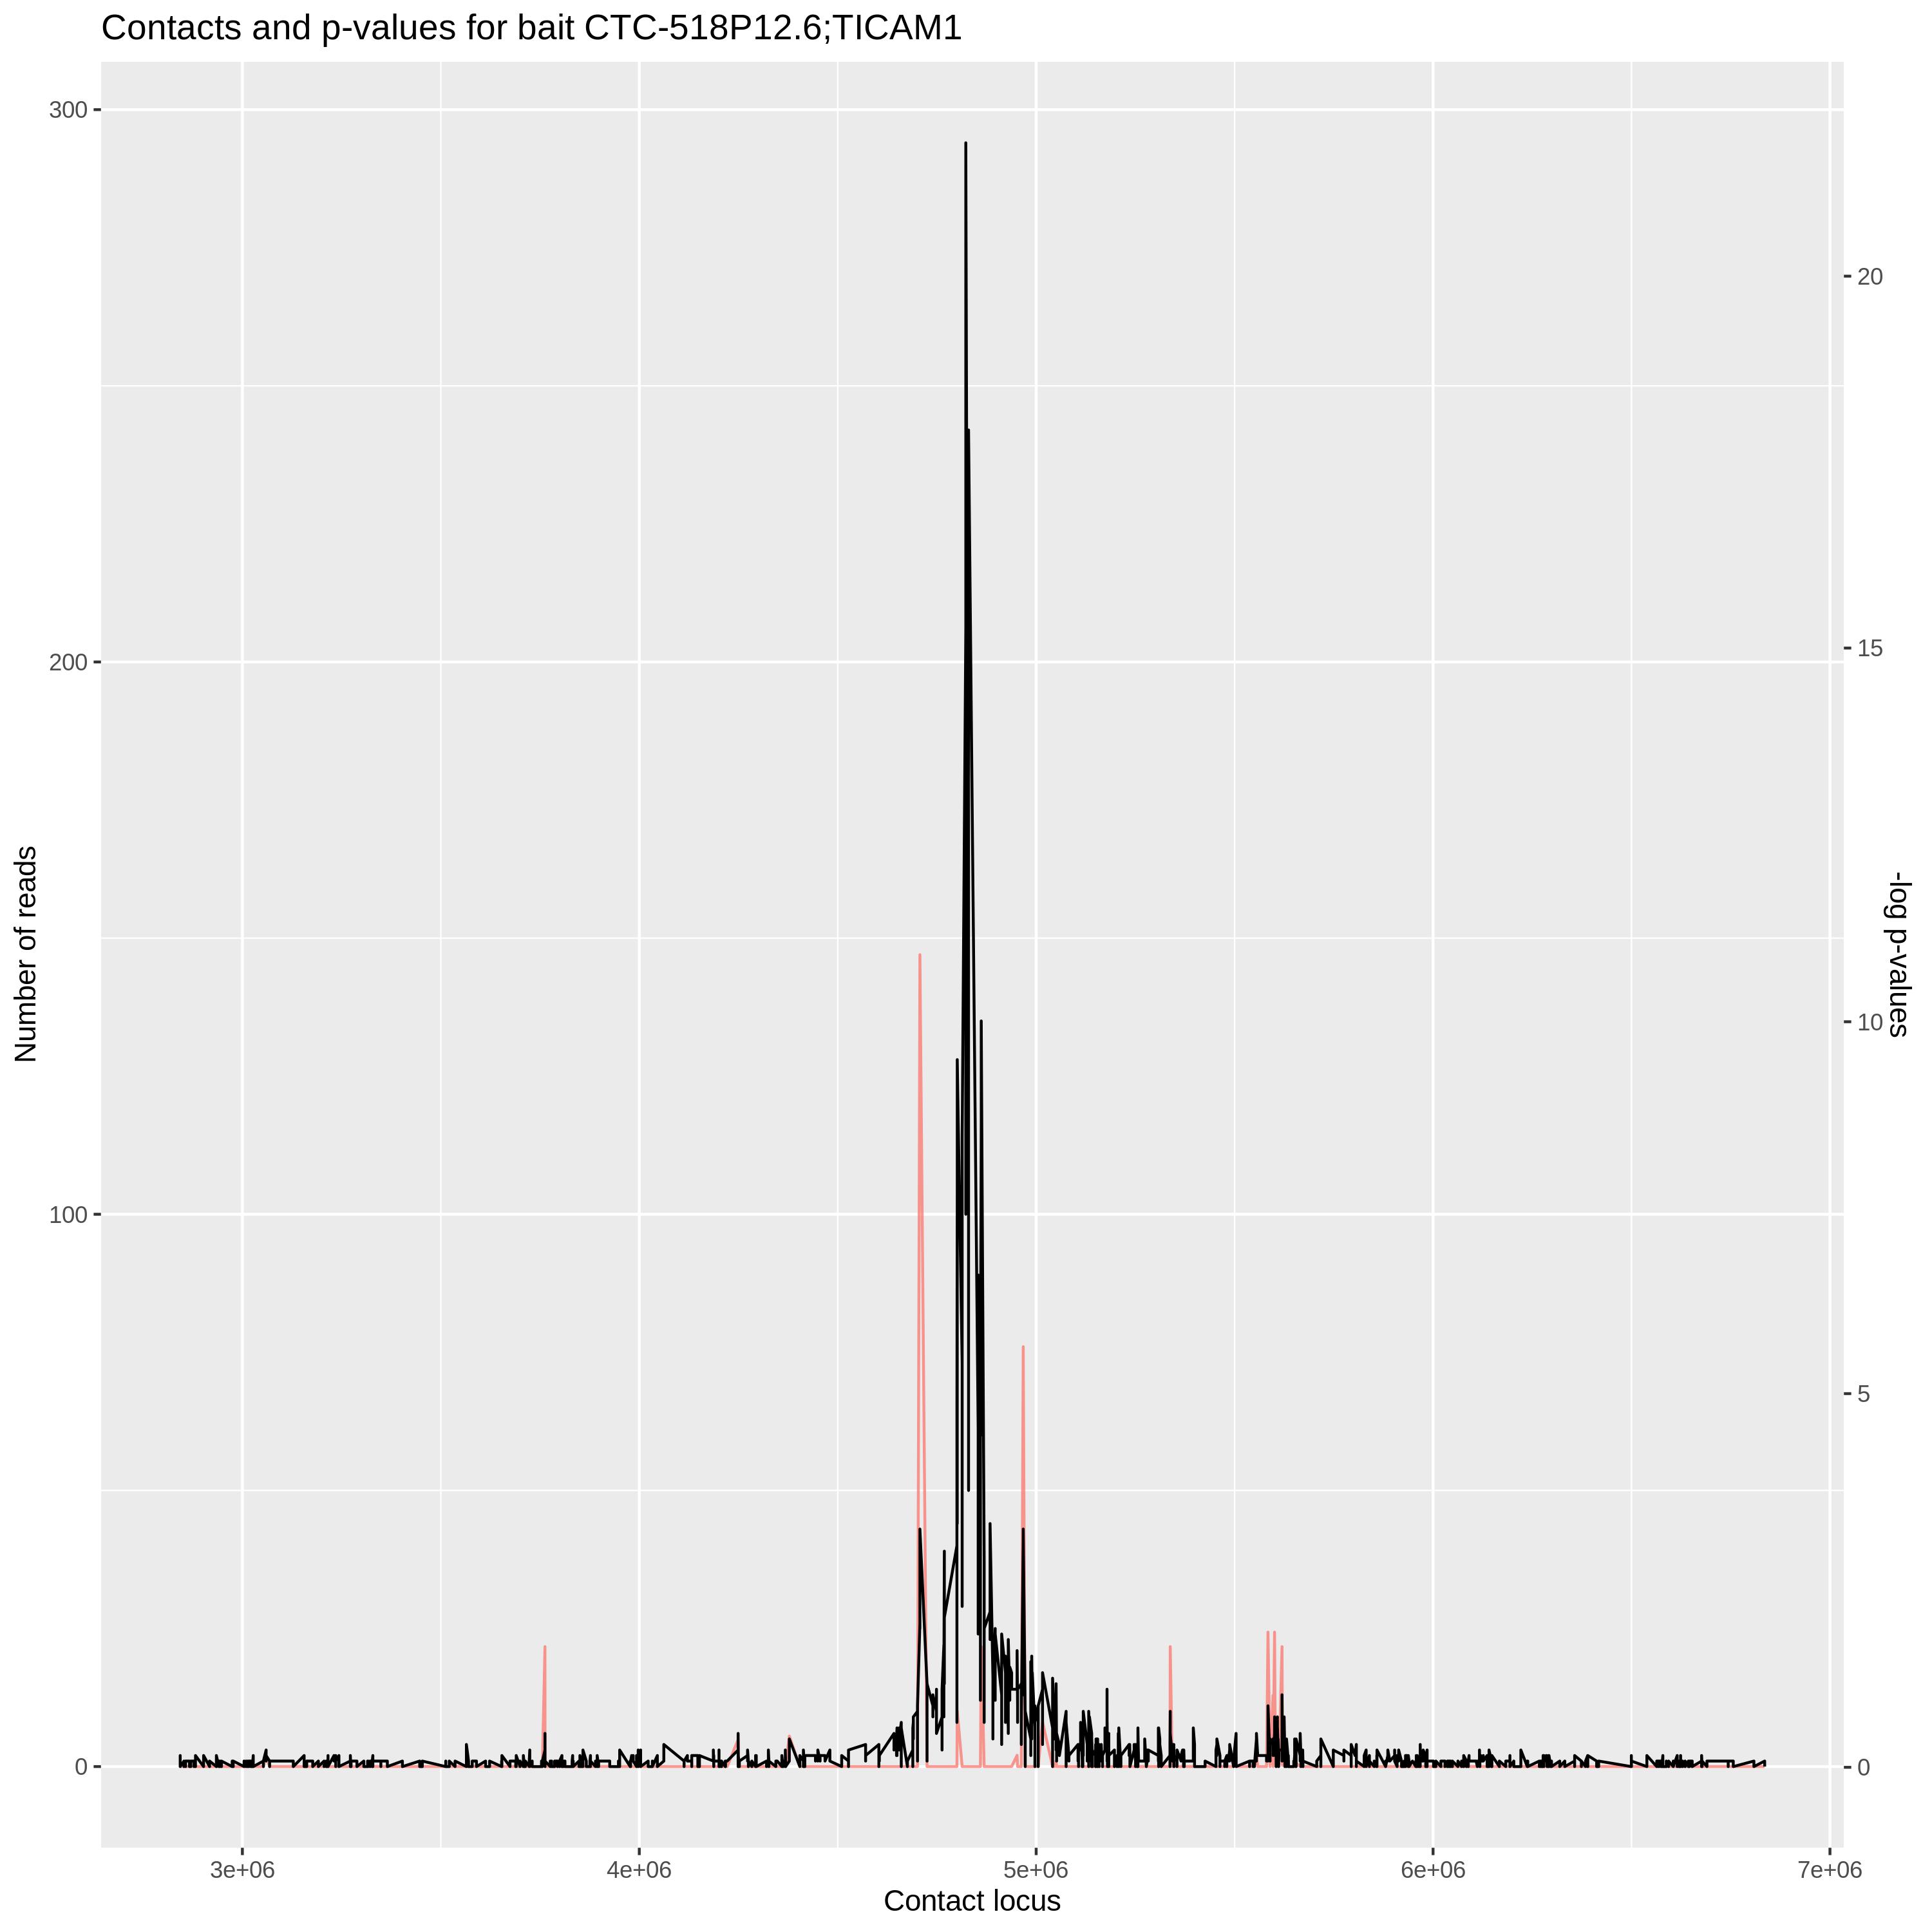 Contacts and p-values for bait CTC-518P12.6;TICAM1
300
200
100
0
Number of reads
20
15
10
5
0
-log p-values
3e+06
4e+06
5e+06
6e+06
7e+06
Contact locus